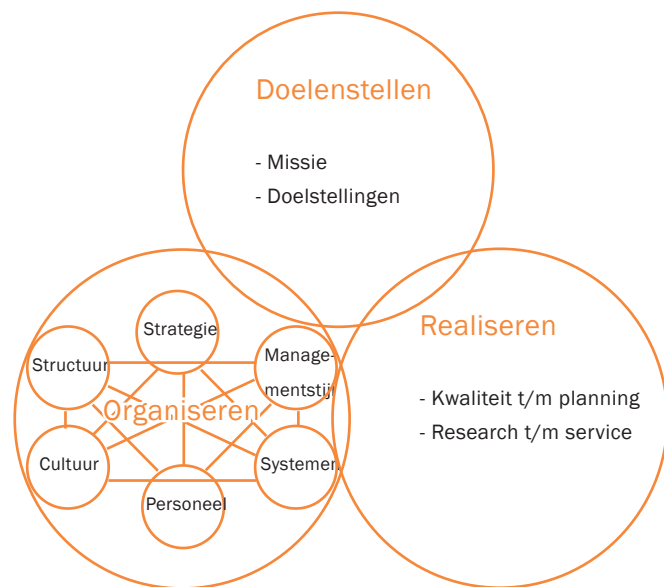 Doelenstellen
- Missie
- Doelstellingen
Strategie
Structuur
Manage-
mentstijl
Organiseren
Cultuur
Systemen
Personeel
Realiseren
- Kwaliteit t/m planning
- Research t/m service